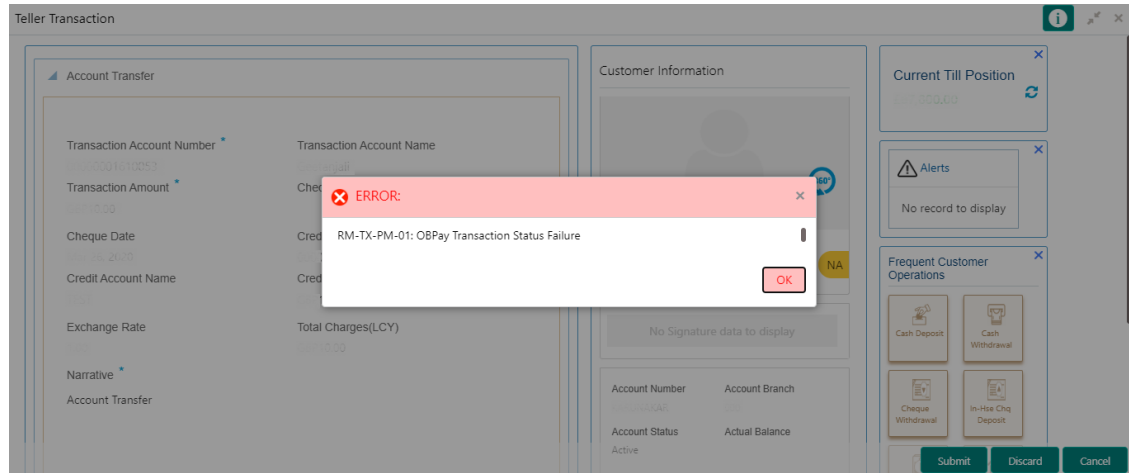 Teller Transaction
Account Transfer
Transaction Account Number *
Transaction Account Name
Transaction Amount *
Cheque Date
Credit Account Name
Exchange Rate
Total Charges(LCY)
Narrative *
Account Transfer
ERROR:
RM-TX-PM-01: OBPay Transaction Status Failure
OK
Customer Information
NA
No Signature data to display
Account Number
Account Branch
Account Status
Actual Balance
Active
Current Till Position
Alerts
No record to display
Frequent Customer
Operations
Cash Deposit
Cash
Withdrawal
Cheque
Withdrawal
In-Hse Chq
Deposit
Submit
Discard
Cancel